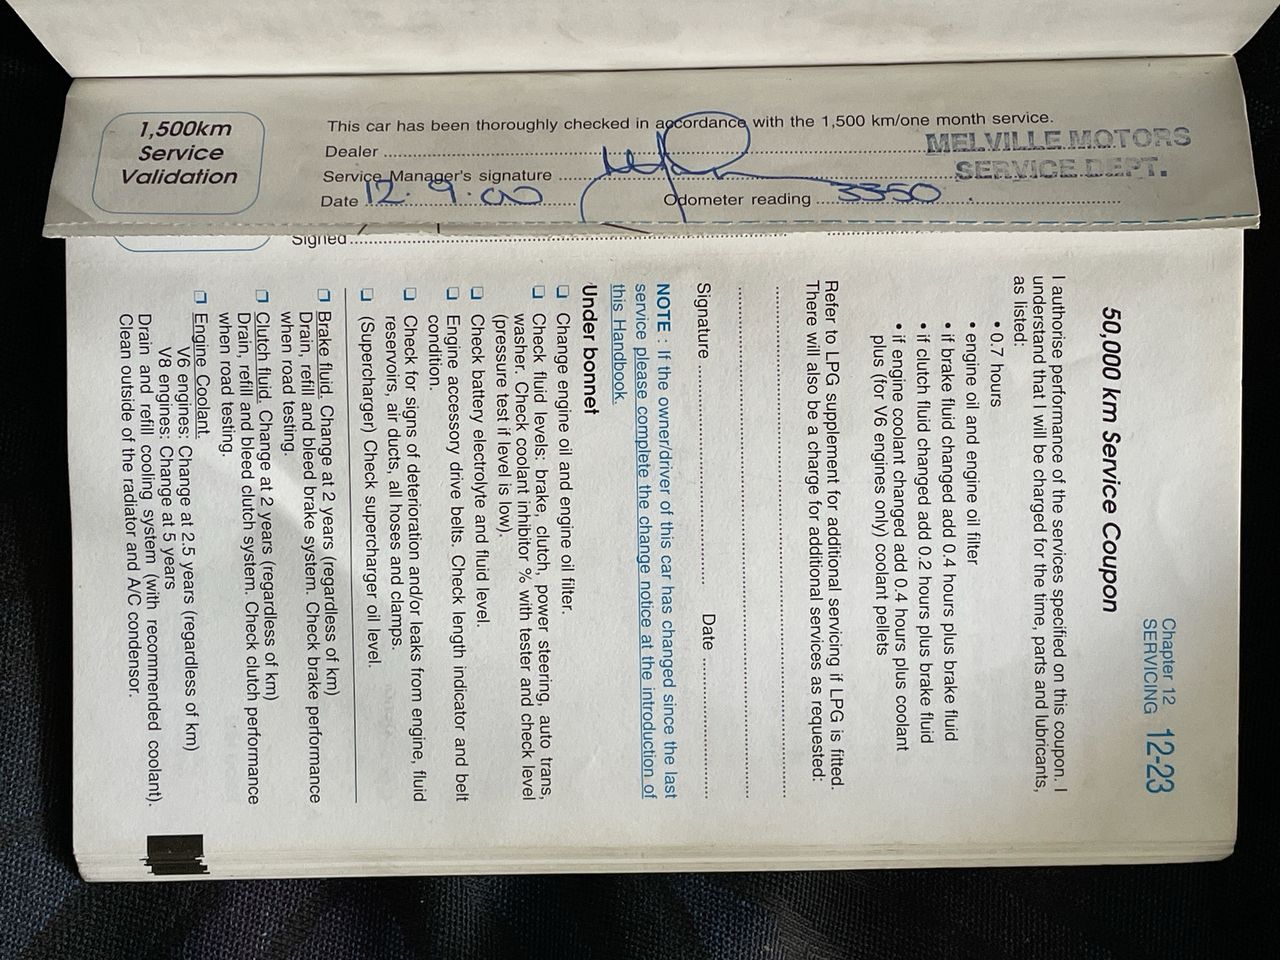 1,500km
Service
Validation
This car has been thoroughly checked in accordance with the 1,500 km/one month service.
Dealer
MELVILLE MOTORS
SERVICE DEPT.
Service Manager's signature
Date 12.9.00
Odometer reading 3350
Signed
Chapter 12
SERVICING 12-23
50,000 km Service Coupon
I authorise performance of the services specified on this coupon. I
understand that I will be charged for the time, parts and lubricants,
as listed:
• 0.7 hours
• engine oil and engine oil filter
• if brake fluid changed add 0.4 hours plus brake fluid
• if clutch fluid changed add 0.2 hours plus brake fluid
• if engine coolant changed add 0.4 hours plus coolant
plus (for V6 engines only) coolant pellets
Refer to LPG supplement for additional servicing if LPG is fitted.
There will also be a charge for additional services as requested:
Signature
Date
NOTE : If the owner/driver of this car has changed since the last
service please complete the change notice at the introduction of
this Handbook.
Under bonnet
❑ Change engine oil and engine oil filter.
❑ Check fluid levels: brake, clutch, power steering, auto trans,
washer. Check coolant inhibitor % with tester and check level
(pressure test if level is low).
❑ Check battery electrolyte and fluid level.
❑ Engine accessory drive belts. Check length indicator and belt
condition.
❑ Check for signs of deterioration and/or leaks from engine, fluid
reservoirs, air ducts, all hoses and clamps.
❑ (Supercharger) Check supercharger oil level.
❑ Brake fluid. Change at 2 years (regardless of km)
Drain, refill and bleed brake system. Check brake performance
when road testing.
❑ Clutch fluid. Change at 2 years (regardless of km)
Drain, refill and bleed clutch system. Check clutch performance
when road testing.
❑ Engine Coolant.
V6 engines: Change at 2.5 years (regardless of km)
V8 engines: Change at 5 years
Drain and refill cooling system (with recommended coolant).
Clean outside of the radiator and A/C condensor.